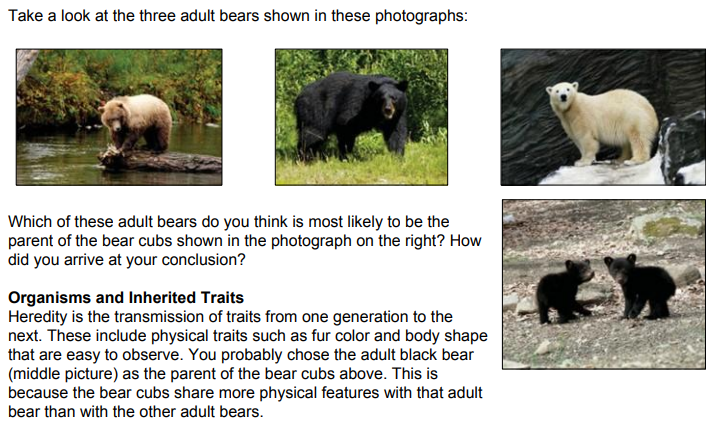 Take a look at the three adult bears shown in these photographs:
Which of these adult bears do you think is most likely to be the
parent of the bear cubs shown in the photograph on the right? How
did you arrive at your conclusion?
Organisms and Inherited Traits
Heredity is the transmission of traits from one generation to the
next. These include physical traits such as fur color and body shape
that are easy to observe. You probably chose the adult black bear
(middle picture) as the parent of the bear cubs above. This is
because the bear cubs share more physical features with that adult
bear than with the other adult bears.